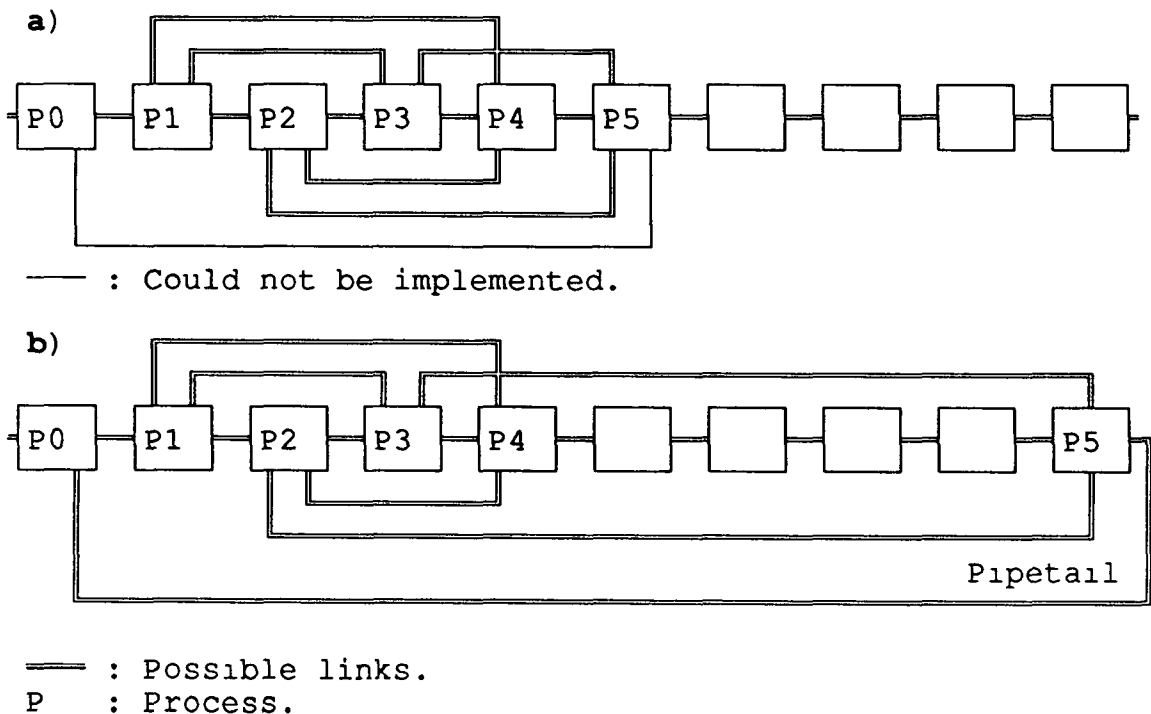 a)
P0 P1 P2 P3 P4 P5
: Could not be implemented.
b)
P0 P1 P2 P3 P4 P5
Pipetail
: Possible links.
P : Process.